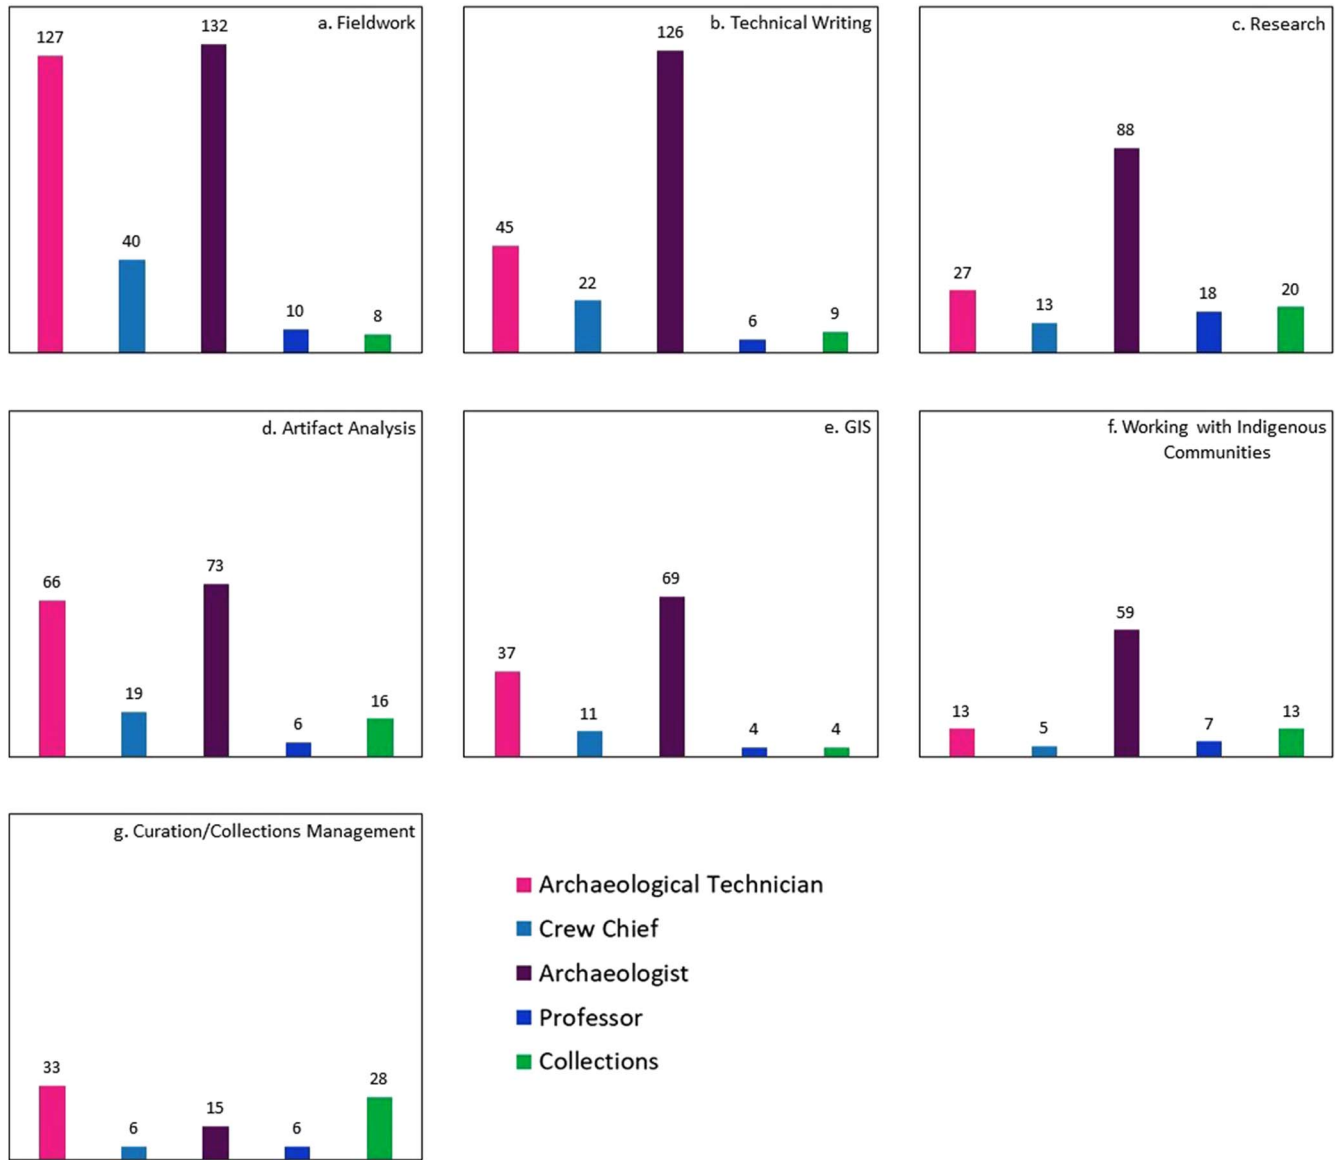 a. Fieldwork
127
40
132
10
8
b. Technical Writing
45
22
126
6
9
c. Research
27
13
88
18
20
d. Artifact Analysis
66
19
73
6
16
e. GIS
37
11
69
4
4
f. Working with Indigenous
Communities
13
5
59
7
13
g. Curation/Collections Management
33
6
15
6
28
Archaeological Technician
Crew Chief
Archaeologist
Professor
Collections